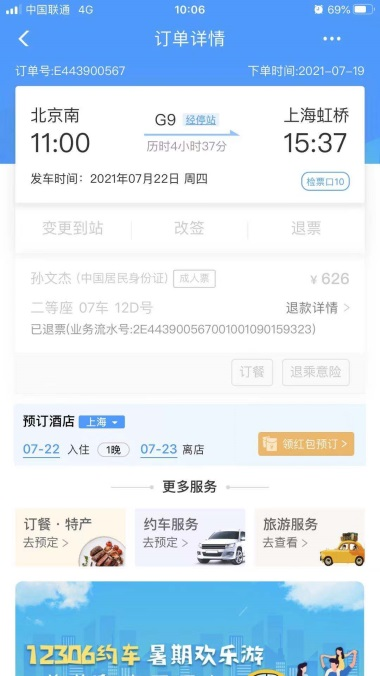 中国联通 4G 10:06 69%
订单详情
订单号:E443900567 下单时间:2021-07-19
北京南 G9 经停站 上海虹桥
11:00 历时4小时37分 15:37
发车时间：2021年07月22日 周四 检票口10
变更到站 改签 退票
孙文杰 (中国居民身份证) 成人票 ¥626
二等座 07车 12D号 退款详情 >
已退票(业务流水号:2E443900567001001090159323)
订餐 退乘意险
预订酒店 上海
07-22 入住 1晚 07-23 离店 领红包预订 >
更多服务
订餐·特产 约车服务 旅游服务
去预定 > 去预定 > 去查看 >
12306约车 暑期欢乐游